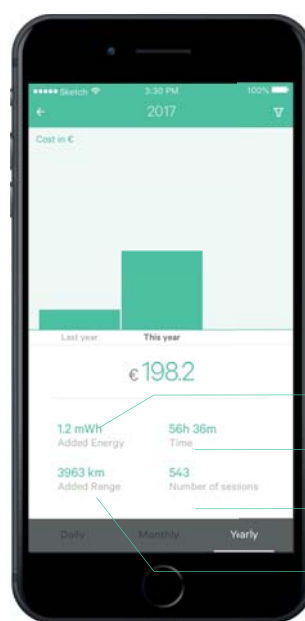 Sketch 3:30 PM 100%
2017
Cost in €
Last year This year
€ 198.2
1.2 mWh 56h 36m
Added Energy Time
3963 km 543
Added Range Number of sessions
Daily Monthly Yearly